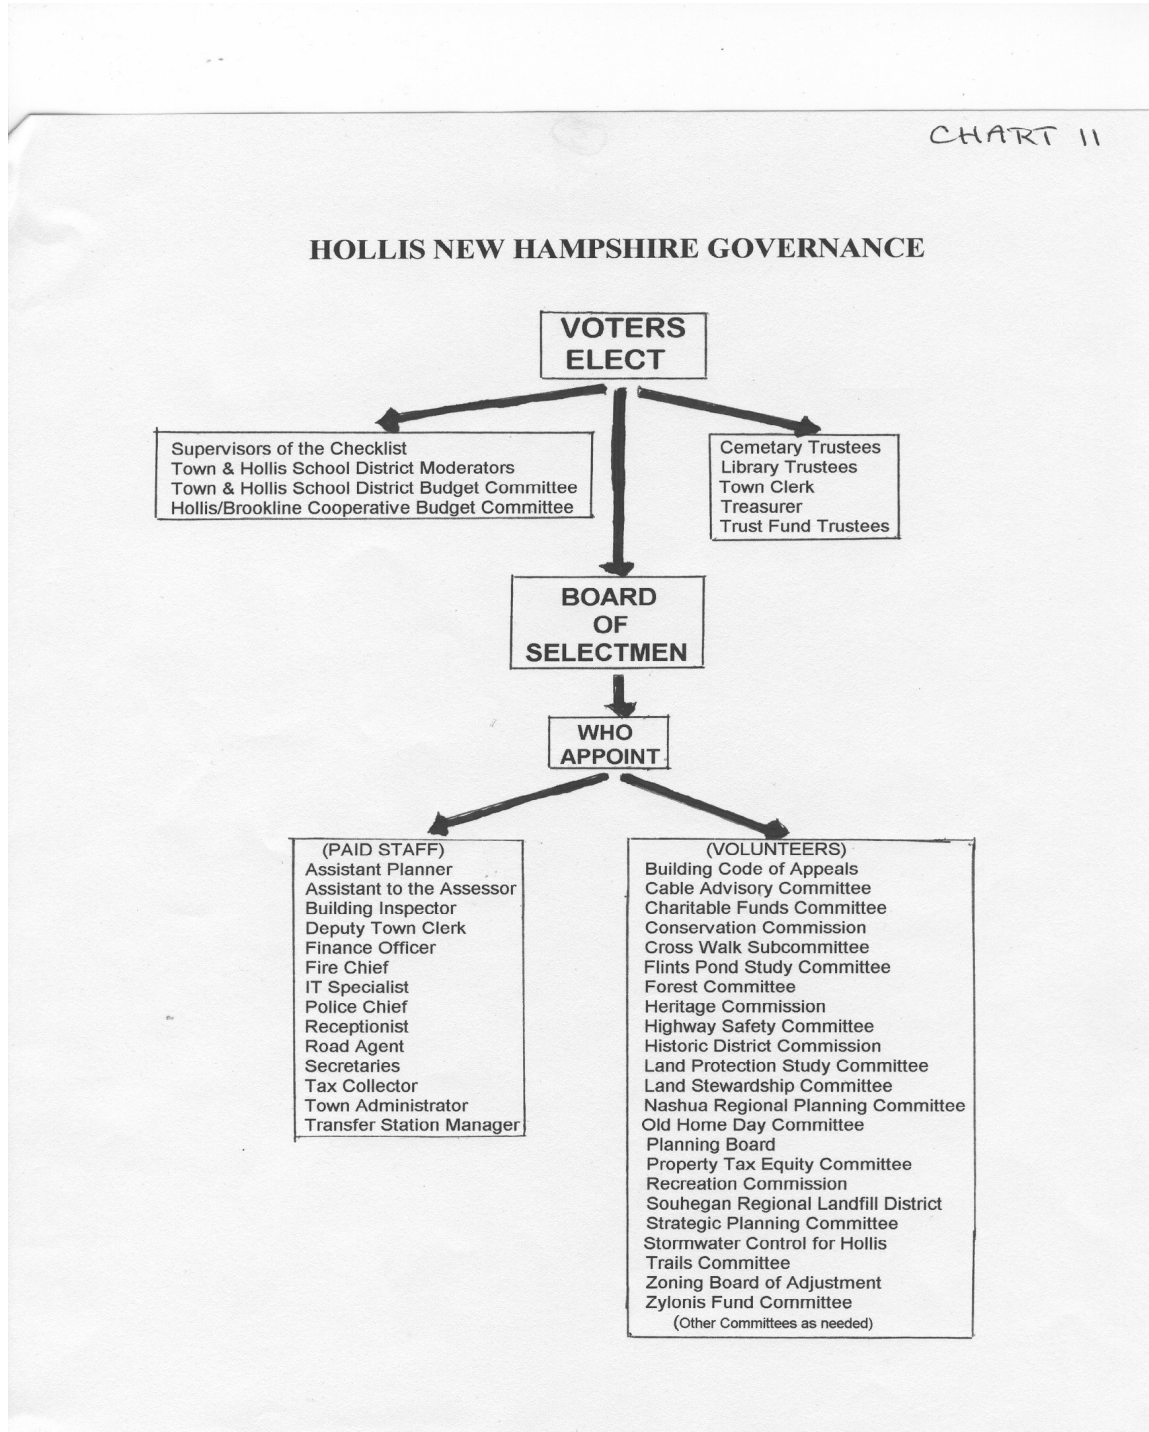 CHART 11
HOLLIS NEW HAMPSHIRE GOVERNANCE
VOTERS
ELECT
Supervisors of the Checklist
Town & Hollis School District Moderators
Town & Hollis School District Budget Committee
Hollis/Brookline Cooperative Budget Committee
Cemetary Trustees
Library Trustees
Town Clerk
Treasurer
Trust Fund Trustees
BOARD
OF
SELECTMEN
WHO
APPOINT
(PAID STAFF)
Assistant Planner
Assistant to the Assessor
Building Inspector
Deputy Town Clerk
Finance Officer
Fire Chief
IT Specialist
Police Chief
Receptionist
Road Agent
Secretaries
Tax Collector
Town Administrator
Transfer Station Manager
(VOLUNTEERS)
Building Code of Appeals
Cable Advisory Committee
Charitable Funds Committee
Conservation Commission
Cross Walk Subcommittee
Flints Pond Study Committee
Forest Committee
Heritage Commission
Highway Safety Committee
Historic District Commission
Land Protection Study Committee
Land Stewardship Committee
Nashua Regional Planning Committee
Old Home Day Committee
Planning Board
Property Tax Equity Committee
Recreation Commission
Souhegan Regional Landfill District
Strategic Planning Committee
Stormwater Control for Hollis
Trails Committee
Zoning Board of Adjustment
Zylonis Fund Committee
(Other Committees as needed)